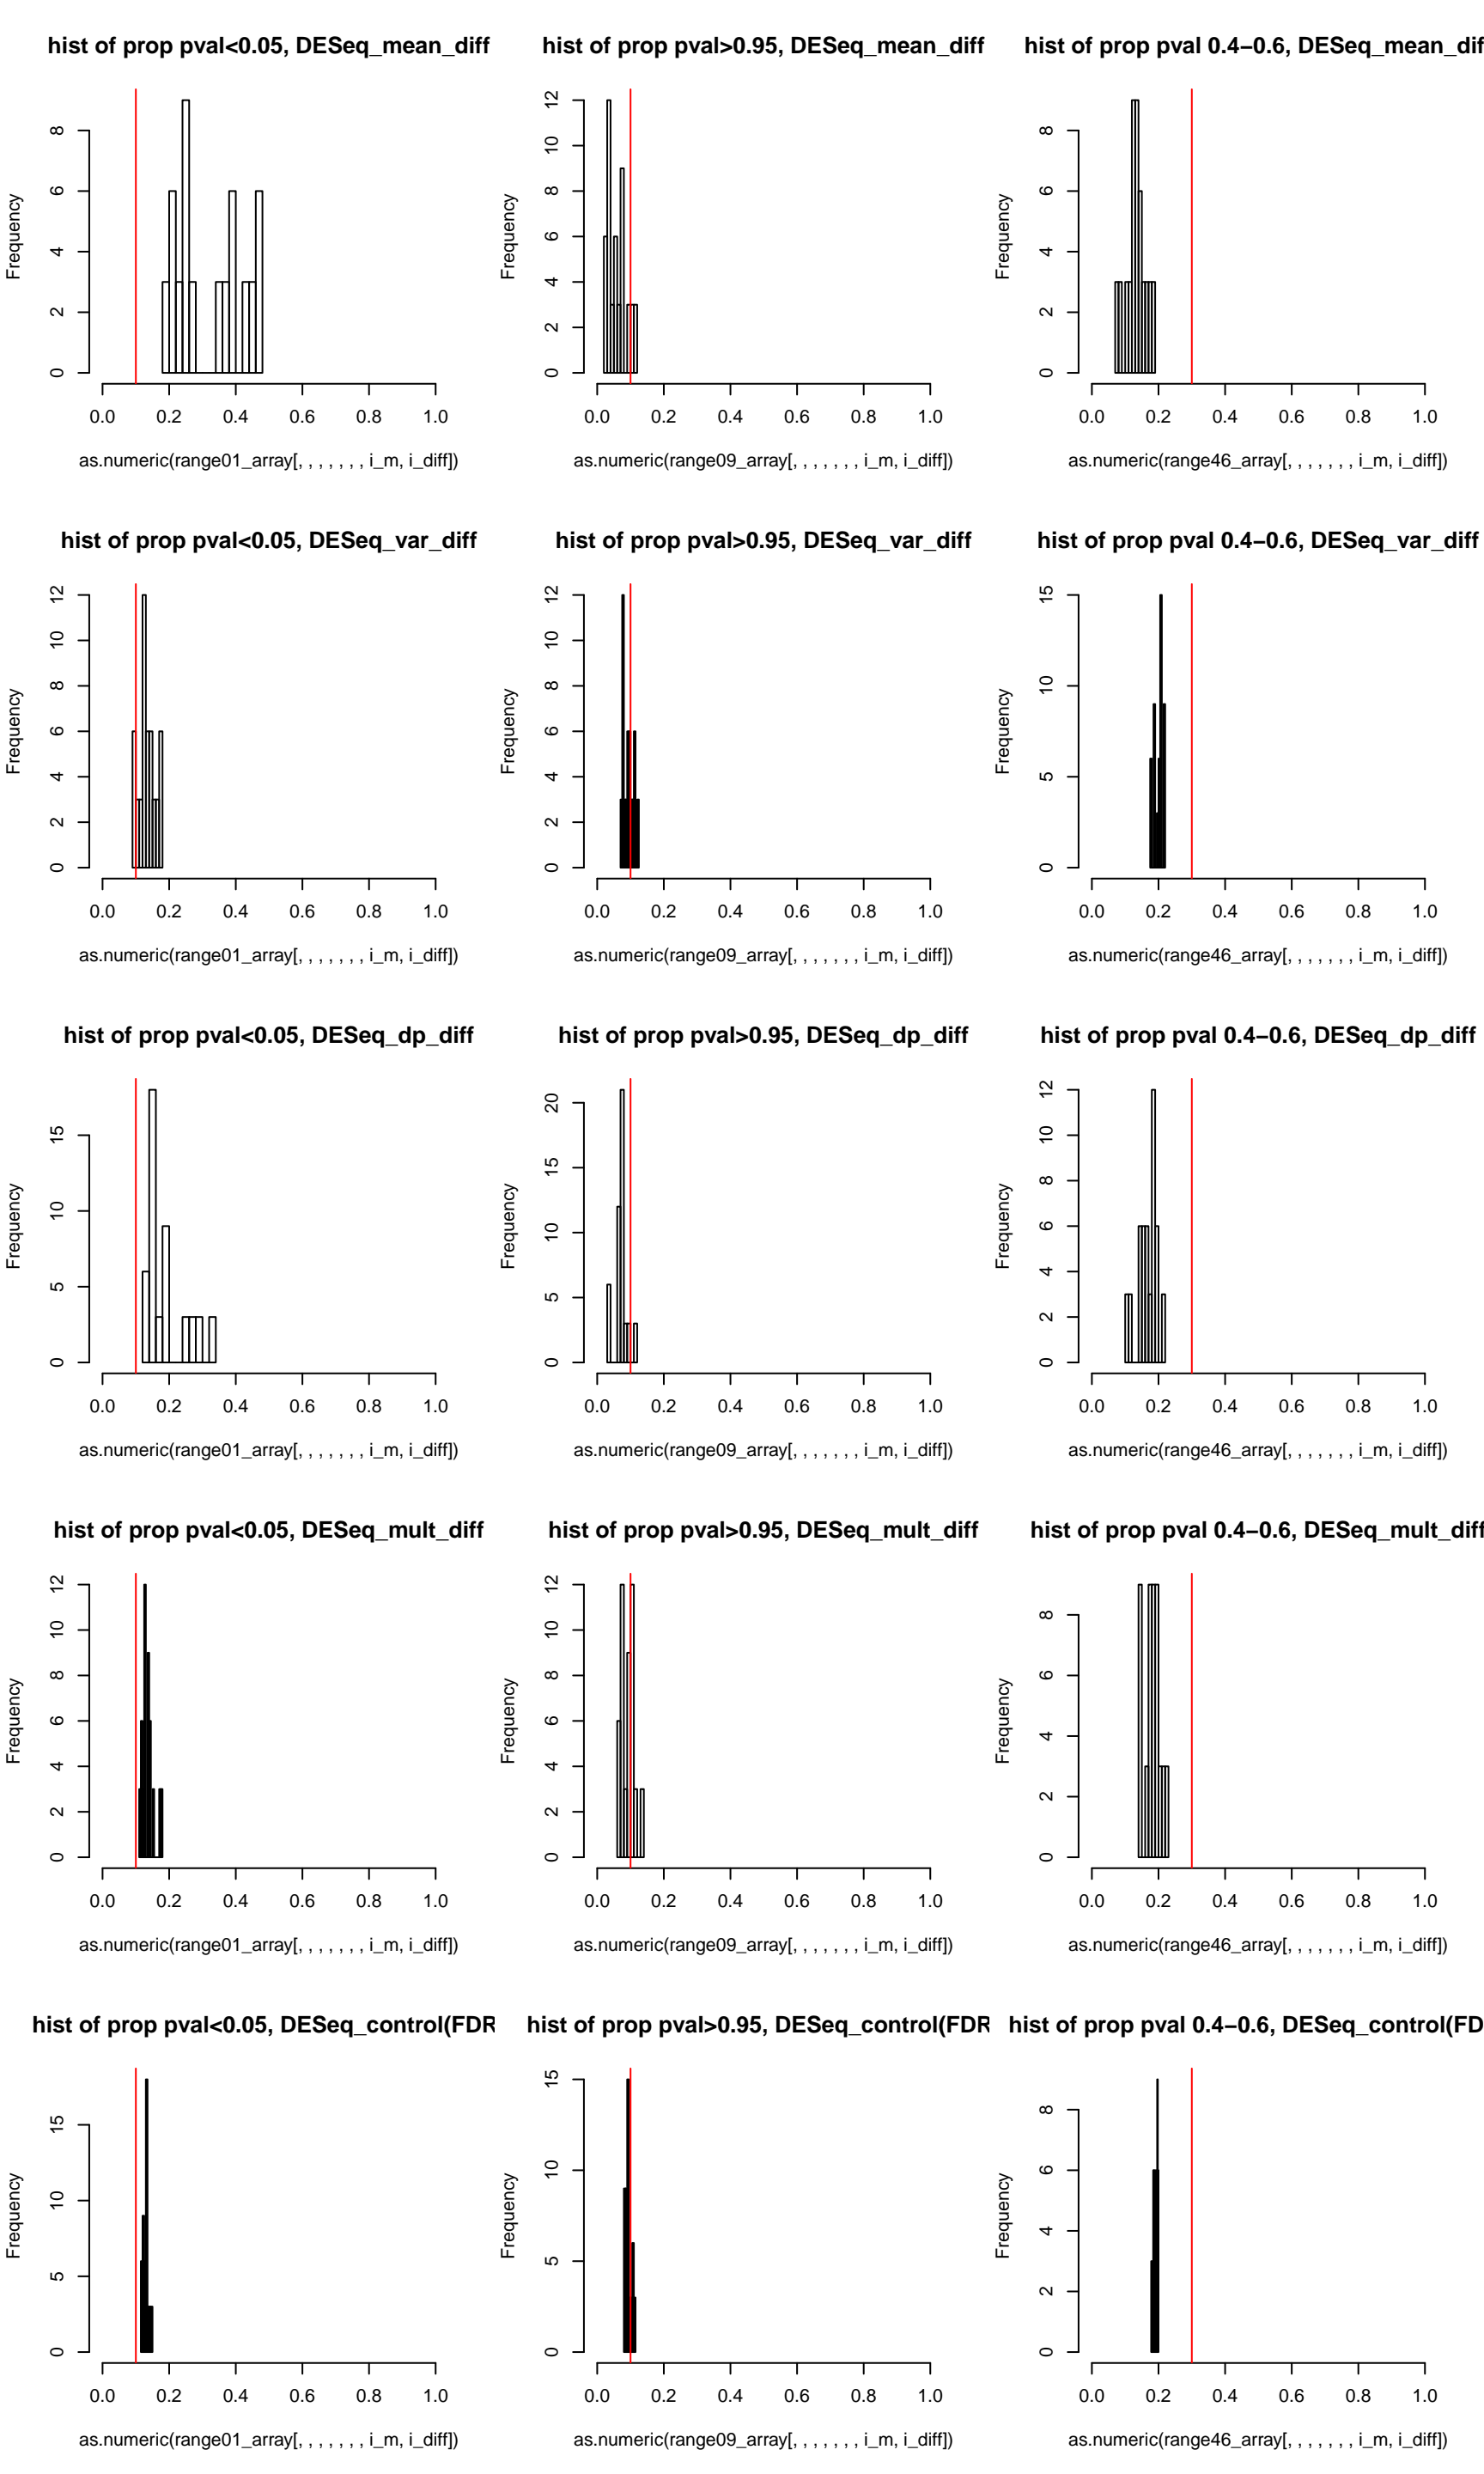 hist of prop pval<0.05, DESeq_mean_diff
Frequency
0 2 4 6 8
0.0 0.2 0.4 0.6 0.8 1.0
as.numeric(range01_array[, , , , , , , i_m, i_diff])
hist of prop pval>0.95, DESeq_mean_diff
Frequency
0 2 4 6 8 10 12
0.0 0.2 0.4 0.6 0.8 1.0
as.numeric(range09_array[, , , , , , , i_m, i_diff])
hist of prop pval 0.4−0.6, DESeq_mean_dif
Frequency
0 2 4 6 8
0.0 0.2 0.4 0.6 0.8 1.0
as.numeric(range46_array[, , , , , , , i_m, i_diff])
hist of prop pval<0.05, DESeq_var_diff
Frequency
0 2 4 6 8 10 12
0.0 0.2 0.4 0.6 0.8 1.0
as.numeric(range01_array[, , , , , , , i_m, i_diff])
hist of prop pval>0.95, DESeq_var_diff
Frequency
0 2 4 6 8 10 12
0.0 0.2 0.4 0.6 0.8 1.0
as.numeric(range09_array[, , , , , , , i_m, i_diff])
hist of prop pval 0.4−0.6, DESeq_var_diff
Frequency
0 5 10 15
0.0 0.2 0.4 0.6 0.8 1.0
as.numeric(range46_array[, , , , , , , i_m, i_diff])
hist of prop pval<0.05, DESeq_dp_diff
Frequency
0 5 10 15
0.0 0.2 0.4 0.6 0.8 1.0
as.numeric(range01_array[, , , , , , , i_m, i_diff])
hist of prop pval>0.95, DESeq_dp_diff
Frequency
0 5 10 15 20
0.0 0.2 0.4 0.6 0.8 1.0
as.numeric(range09_array[, , , , , , , i_m, i_diff])
hist of prop pval 0.4−0.6, DESeq_dp_diff
Frequency
0 2 4 6 8 10 12
0.0 0.2 0.4 0.6 0.8 1.0
as.numeric(range46_array[, , , , , , , i_m, i_diff])
hist of prop pval<0.05, DESeq_mult_diff
Frequency
0 2 4 6 8 10 12
0.0 0.2 0.4 0.6 0.8 1.0
as.numeric(range01_array[, , , , , , , i_m, i_diff])
hist of prop pval>0.95, DESeq_mult_diff
Frequency
0 2 4 6 8 10 12
0.0 0.2 0.4 0.6 0.8 1.0
as.numeric(range09_array[, , , , , , , i_m, i_diff])
hist of prop pval 0.4−0.6, DESeq_mult_diff
Frequency
0 2 4 6 8
0.0 0.2 0.4 0.6 0.8 1.0
as.numeric(range46_array[, , , , , , , i_m, i_diff])
hist of prop pval<0.05, DESeq_control(FDR
Frequency
0 5 10 15
0.0 0.2 0.4 0.6 0.8 1.0
as.numeric(range01_array[, , , , , , , i_m, i_diff])
hist of prop pval>0.95, DESeq_control(FDR
Frequency
0 5 10 15
0.0 0.2 0.4 0.6 0.8 1.0
as.numeric(range09_array[, , , , , , , i_m, i_diff])
hist of prop pval 0.4−0.6, DESeq_control(FD
Frequency
0 2 4 6 8
0.0 0.2 0.4 0.6 0.8 1.0
as.numeric(range46_array[, , , , , , , i_m, i_diff])